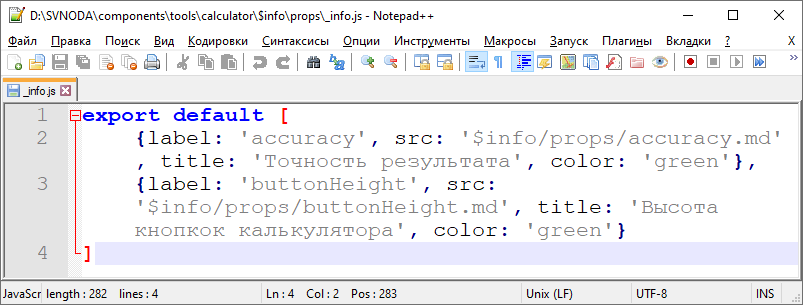 D:\SVNODA\components\tools\calculator\$info\props\_info.js - Notepad++
Файл Правка Поиск Вид Кодировки Синтаксисы Опции Инструменты Макросы Запуск Плагины Вкладки ? X
_info.js
1 export default [
2 {label: 'accuracy', src: '$info/props/accuracy.md'
, title: 'Точность результата', color: 'green'},
3 {label: 'buttonHeight', src:
'$info/props/buttonHeight.md', title: 'Высота
кнопкок калькулятора', color: 'green'}
4 ]
JavaScr length : 282 lines : 4 Ln : 4 Col : 2 Pos : 283 Unix (LF) UTF-8 INS